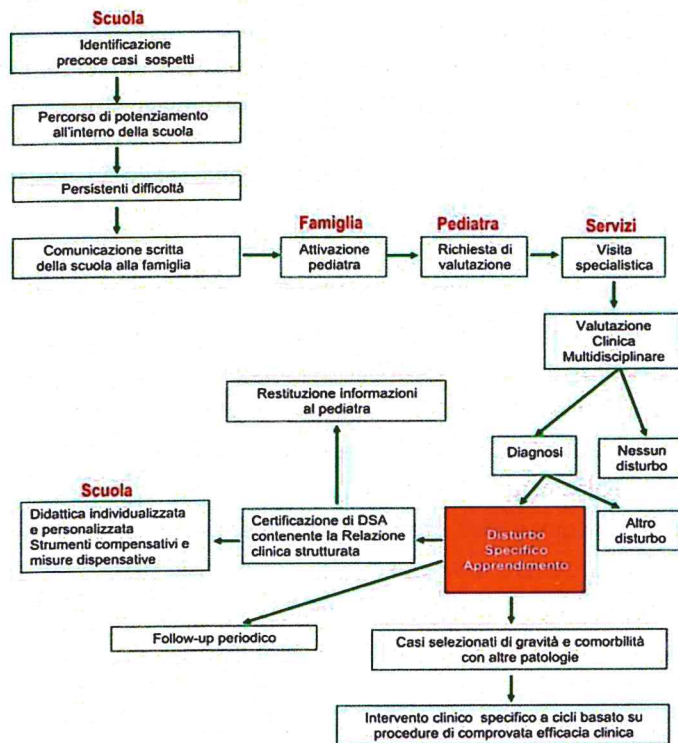 Scuola
Identificazione
precoce casi sospetti
Percorso di potenziamento
all'interno della scuola
Persistenti difficoltà
Comunicazione scritta
della scuola alla famiglia
Famiglia
Attivazione
pediatra
Pediatra
Richiesta di
valutazione
Servizi
Visita
specialistica
Valutazione
Clinica
Multidisciplinare
Restituzione informazioni
al pediatra
Diagnosi
Nessun
disturbo
Scuola
Didattica individualizzata
e personalizzata
Strumenti compensativi e
misure dispensative
Certificazione di DSA
contenente la Relazione
clinica strutturata
Disturbo
Specifico
Apprendimento
Altro
disturbo
Follow-up periodico
Casi selezionati di gravità e comorbilità
con altre patologie
Intervento clinico specifico a cicli basato su
procedure di comprovata efficacia clinica